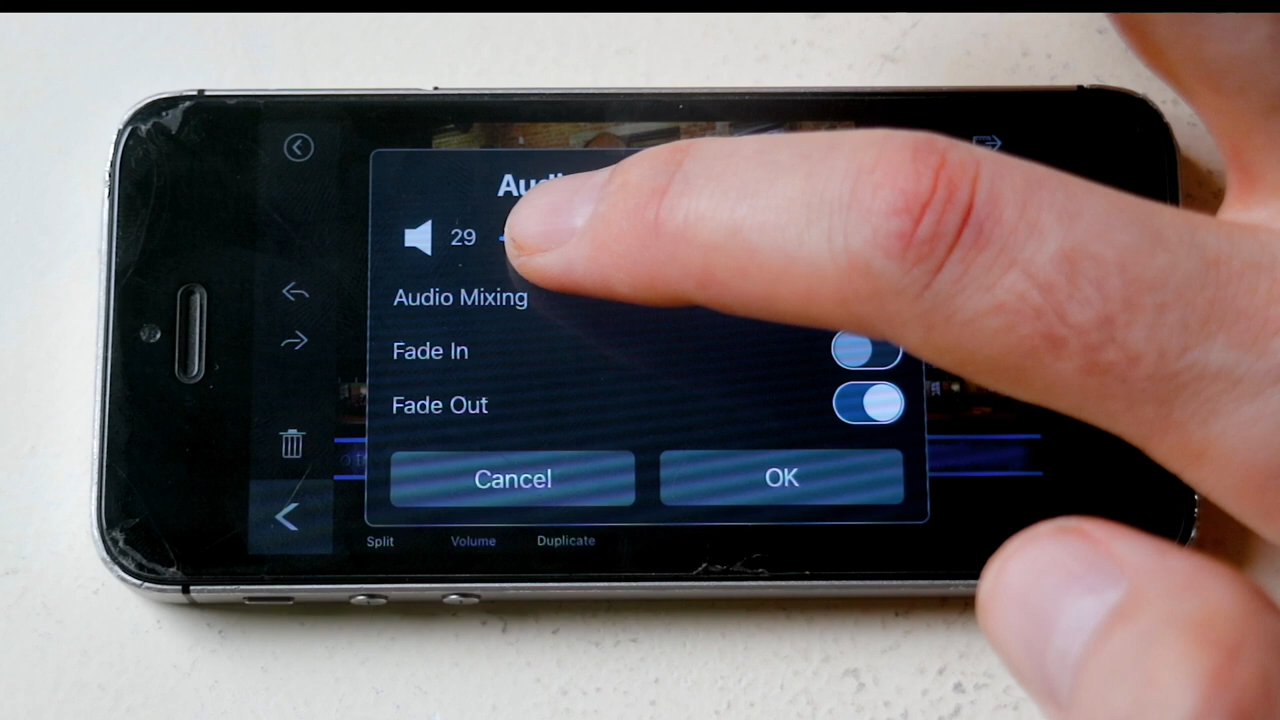 29
Audio Mixing
Fade In
Fade Out
Cancel
OK
Split
Volume
Duplicate